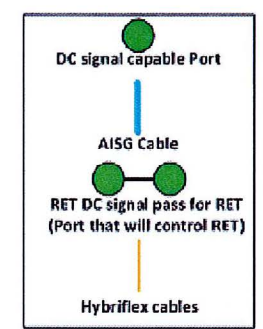 DC signal capable Port
AISG Cable
RET DC signal pass for RET
(Port that will control RET)
Hybriflex cables